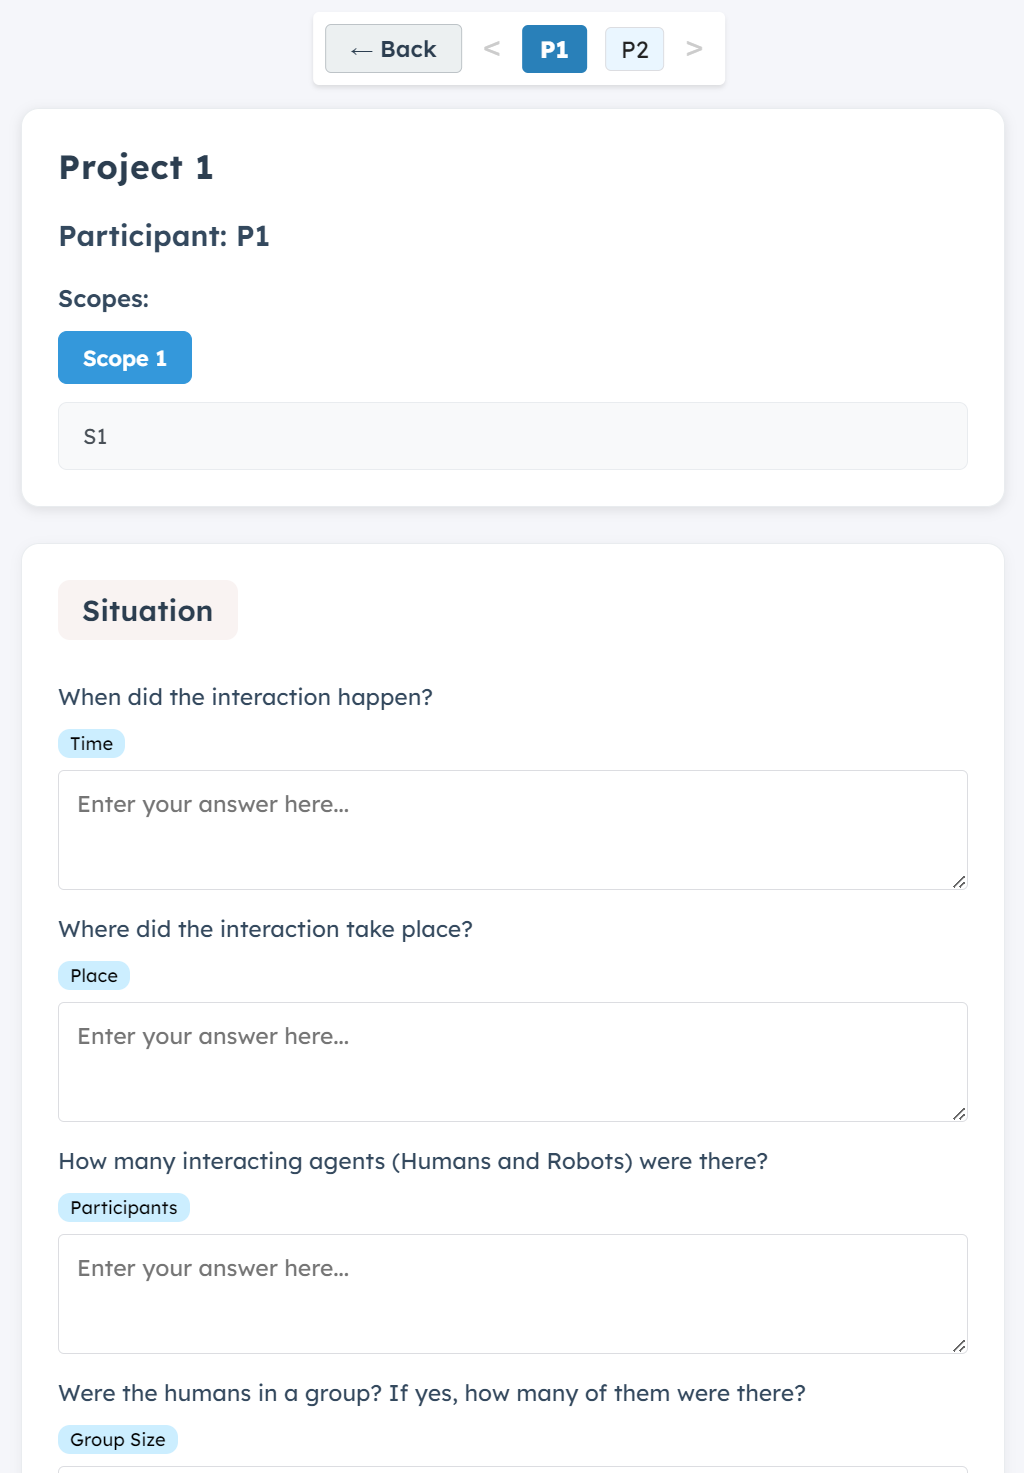 ← Back < P1 P2 >
Project 1
Participant: P1
Scopes:
Scope 1
S1
Situation
When did the interaction happen?
Time
Enter your answer here...
Where did the interaction take place?
Place
Enter your answer here...
How many interacting agents (Humans and Robots) were there?
Participants
Enter your answer here...
Were the humans in a group? If yes, how many of them were there?
Group Size